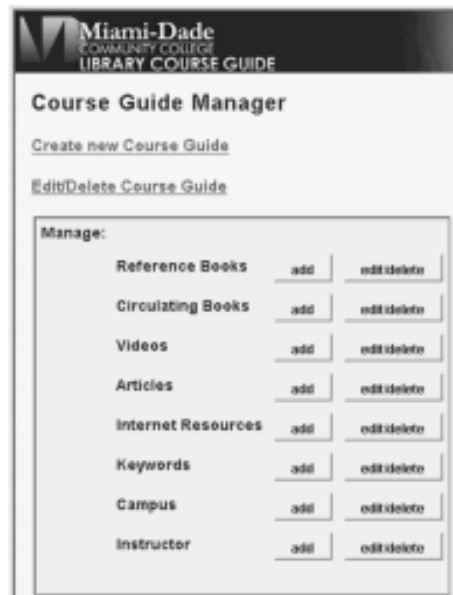 Miami-Dade
COMMUNITY COLLEGE
LIBRARY COURSE GUIDE
Course Guide Manager
Create new Course Guide
Edit/Delete Course Guide
Manage:
Reference Books add edit/delete
Circulating Books add edit/delete
Videos add edit/delete
Articles add edit/delete
Internet Resources add edit/delete
Keywords add edit/delete
Campus add edit/delete
Instructor add edit/delete